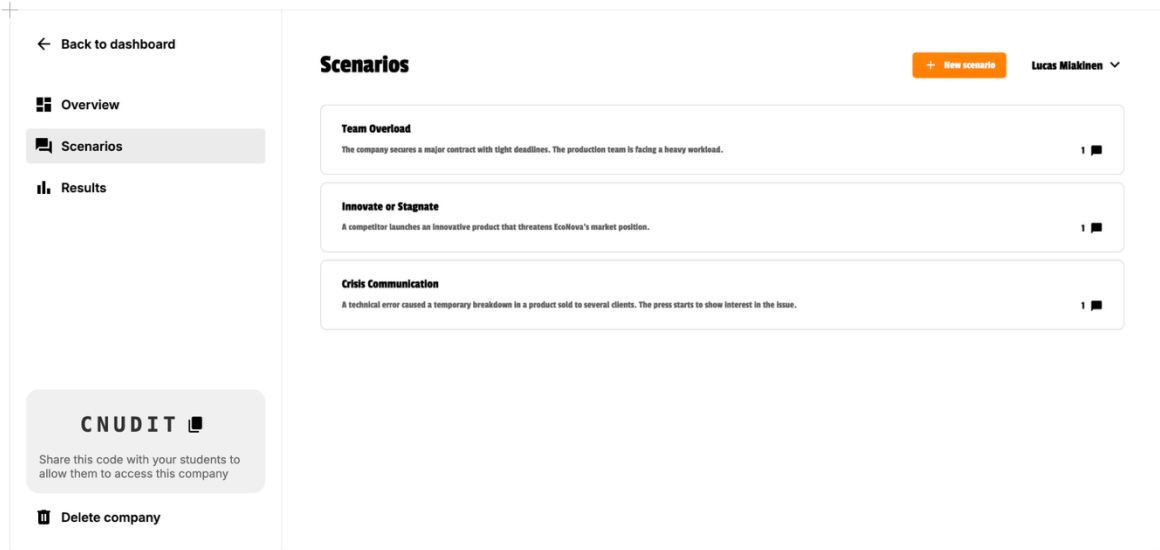 Back to dashboard
Overview
Scenarios
Results
CNUDIT
Share this code with your students to
allow them to access this company
Delete company
Scenarios
+ New scenario
Lucas Miakinen
Team Overload
The company secures a major contract with tight deadlines. The production team is facing a heavy workload.
1
Innovate or Stagnate
A competitor launches an innovative product that threatens EcoNova's market position.
1
Crisis Communication
A technical error caused a temporary breakdown in a product sold to several clients. The press starts to show interest in the issue.
1